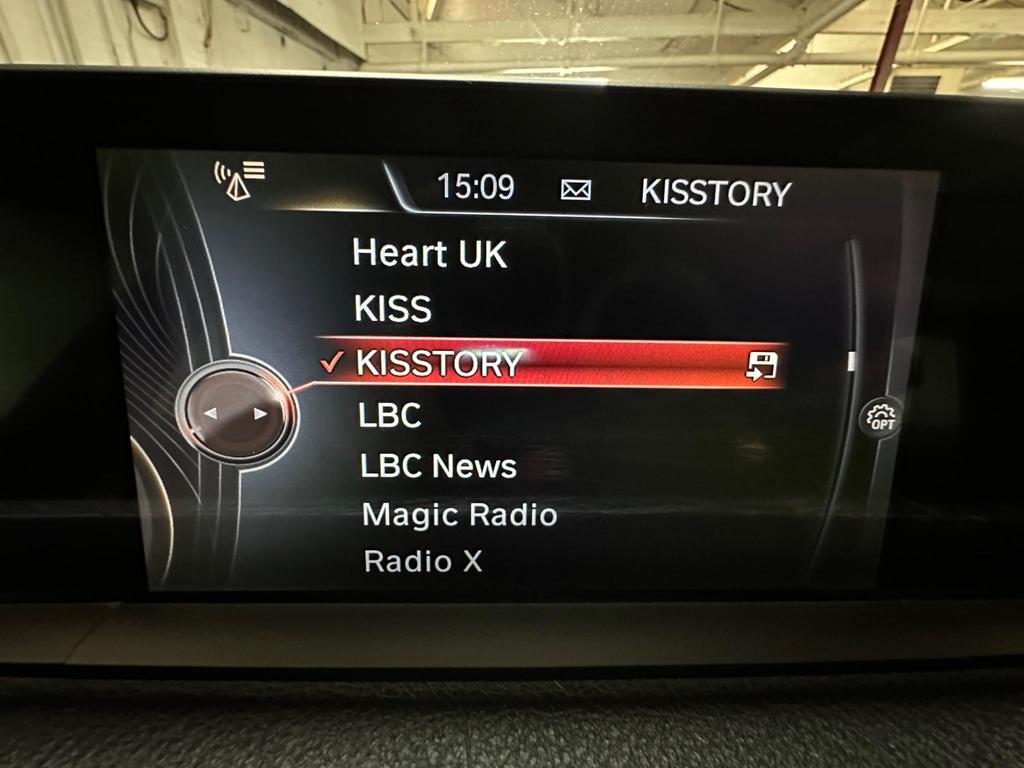 15:09 KISSTORY
Heart UK
KISS
KISSTORY
LBC
LBC News
Magic Radio
Radio X
OPT